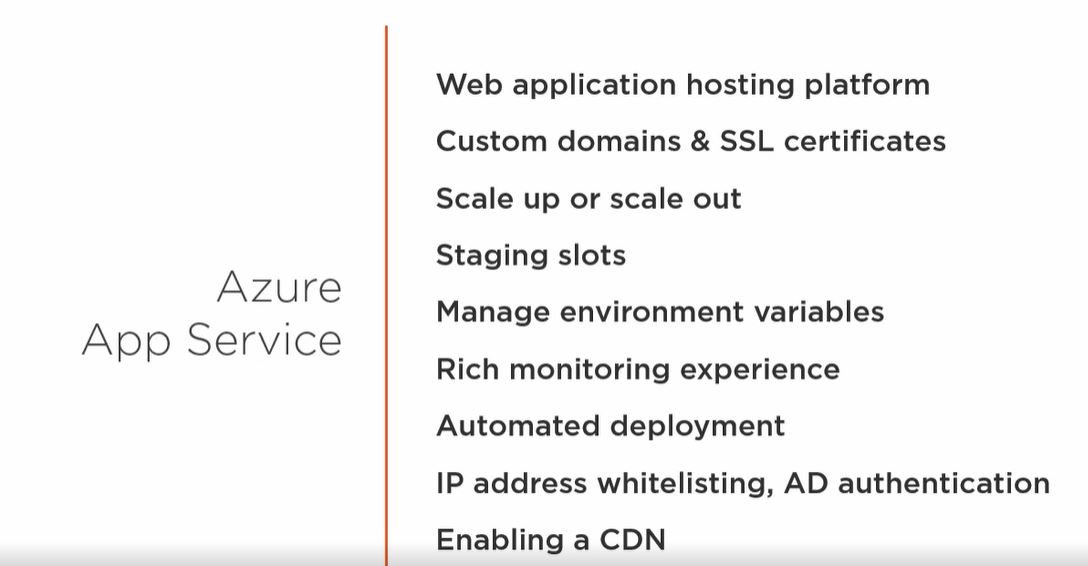 Azure
App Service
Web application hosting platform
Custom domains & SSL certificates
Scale up or scale out
Staging slots
Manage environment variables
Rich monitoring experience
Automated deployment
IP address whitelisting, AD authentication
Enabling a CDN